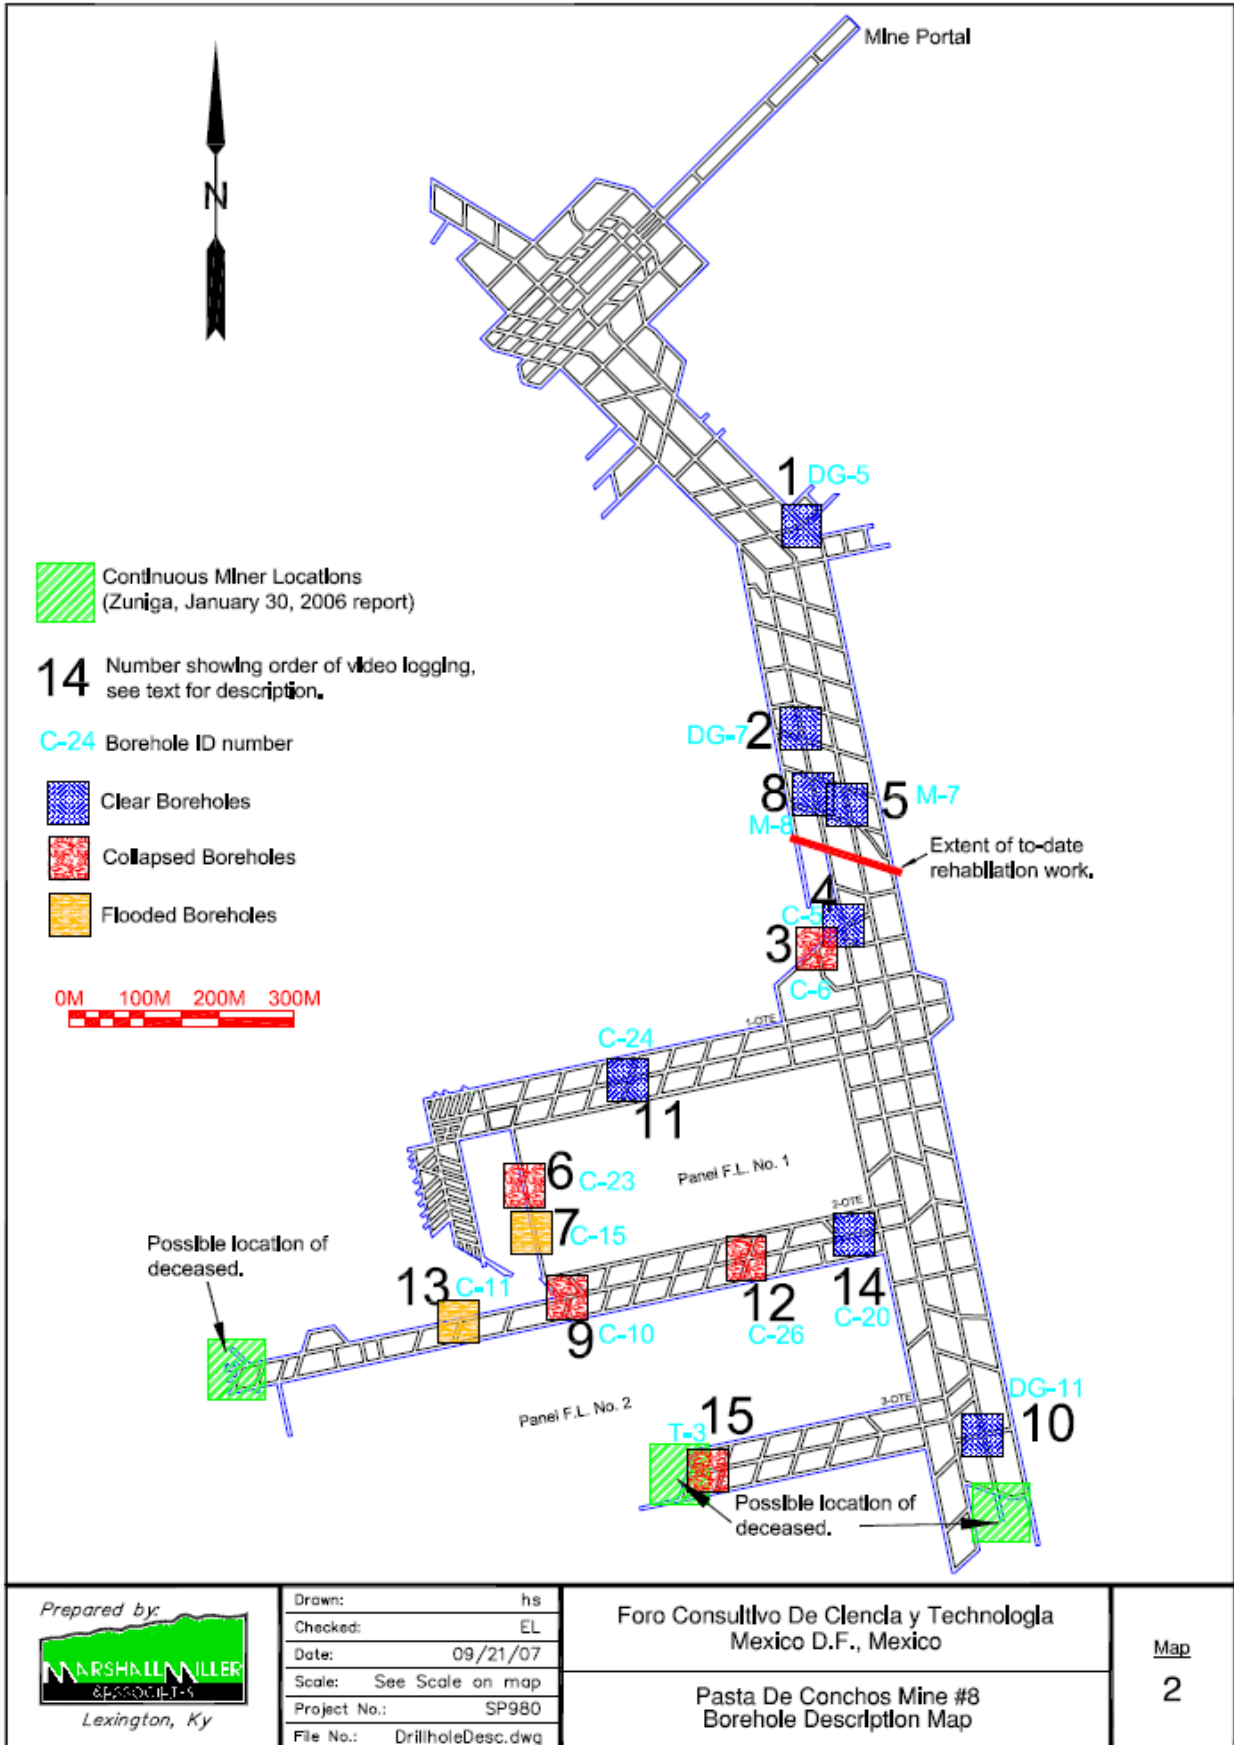 Mine Portal
N
1 DG-5
Continuous Miner Locations
(Zuniga, January 30, 2006 report)
14 Number showing order of video logging,
see text for description.
C-24 Borehole ID number
Clear Boreholes
Collapsed Boreholes
Flooded Boreholes
0M 100M 200M 300M
DG-7 2
8 5 M-7
M-8
Extent of to-date
rehabliation work.
4
C-5
3
C-6
1-OTE
C-24
11
6 C-23
Panel F.L. No. 1
7 C-15
2-OTE
Possible location of
deceased.
13 C-11
9 C-10
12
C-26
14
C-20
Panel F.L. No. 2
3-OTE
DG-11
10
T-3 15
Possible location of
deceased.
Prepared by:
MARSHALL MILLER
& ASSOCIATES
Lexington, Ky
Drawn: hs
Checked: EL
Date: 09/21/07
Scale: See Scale on map
Project No.: SP980
File No.: DrillholeDesc.dwg
Foro Consultivo De Ciencia y Technologia
Mexico D.F., Mexico
Pasta De Conchos Mine #8
Borehole Description Map
Map
2